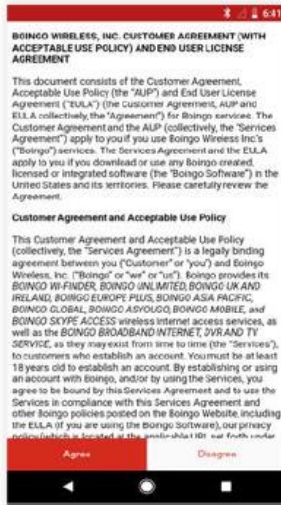 6:41
BOINGO WIRELESS, INC. CUSTOMER AGREEMENT (WITH
ACCEPTABLE USE POLICY) AND END USER LICENSE
AGREEMENT
This document consists of the Customer Agreement,
Acceptable Use Policy (the "AUP") and End User License
Agreement ("EULA") (the Customer Agreement, AUP and
EULA collectively, the "Agreement") for Boingo services. The
Customer Agreement and the AUP (collectively, the "Services
Agreement") apply to you if you use Boingo Wireless Inc.'s
("Boingo") services. The Services Agreement and the EULA
apply to you if you download or use any Boingo created,
licensed or integrated software (the "Boingo Software") in the
United States and its territories. Please carefully review the
Agreement.
Customer Agreement and Acceptable Use Policy
This Customer Agreement and Acceptable Use Policy
(collectively, the "Services Agreement") is a legally binding
agreement between you ("Customer" or "you") and Boingo
Wireless, Inc. ("Boingo" or "we" or "us"). Boingo provides its
BOINGO WI-FINDER, BOINGO UNLIMITED, BOINGO UK AND
IRELAND, BOINGO EUROPE PLUS, BOINGO ASIA PACIFIC,
BOINGO GLOBAL, BOINGO ASYOUGO, BOINGO MOBILE, and
BOINGO SKYPE ACCESS wireless internet access services, as
well as the BOINGO BROADBAND INTERNET, DVR AND TV
SERVICE, as they may exist from time to time (the "Services"),
to customers who establish an account. You must be at least
18 years old to establish an account. By establishing or using
an account with Boingo, and/or by using the Services, you
agree to be bound by this Services Agreement and to use the
Services in compliance with this Services Agreement and
other Boingo policies posted on the Boingo Website, including
the EULA (if you are using the Boingo Software), our privacy
policy (which is located at the applicable URL set forth under
Agree
Disagree